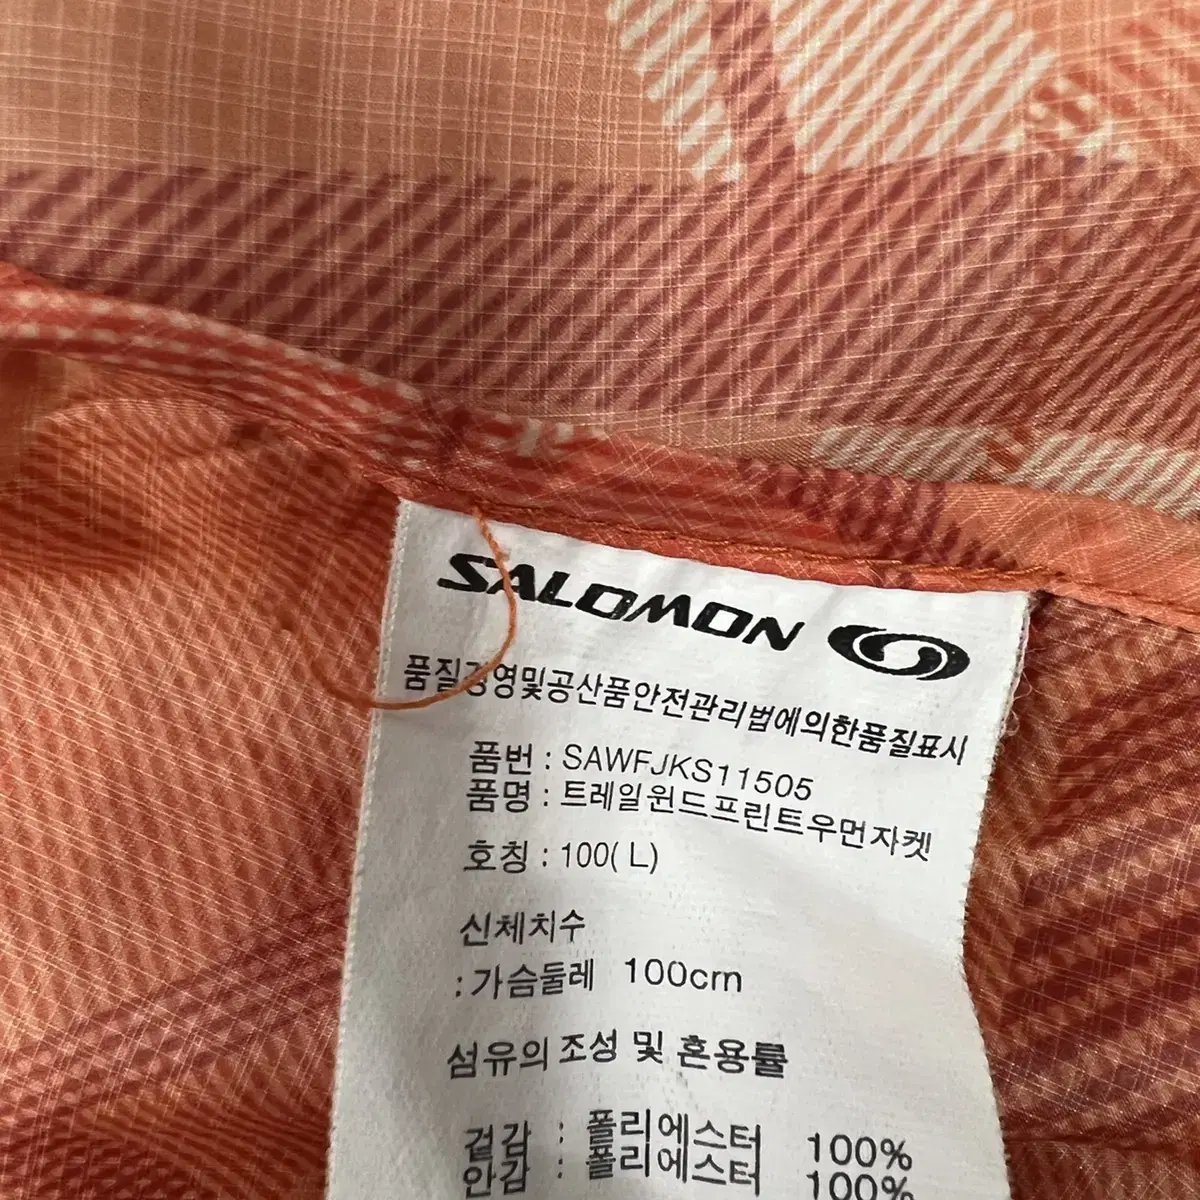 SALOMON
품질경영및공산품안전관리법에의한품질표시
품번 : SAWFJKS11505
품명 : 트레일윈드프린트우먼자켓
호칭 : 100( L)
신체치수
: 가슴둘레 100cm
섬유의 조성 및 혼용률
겉감 : 폴리에스터 100%
안감 : 폴리에스터 100%